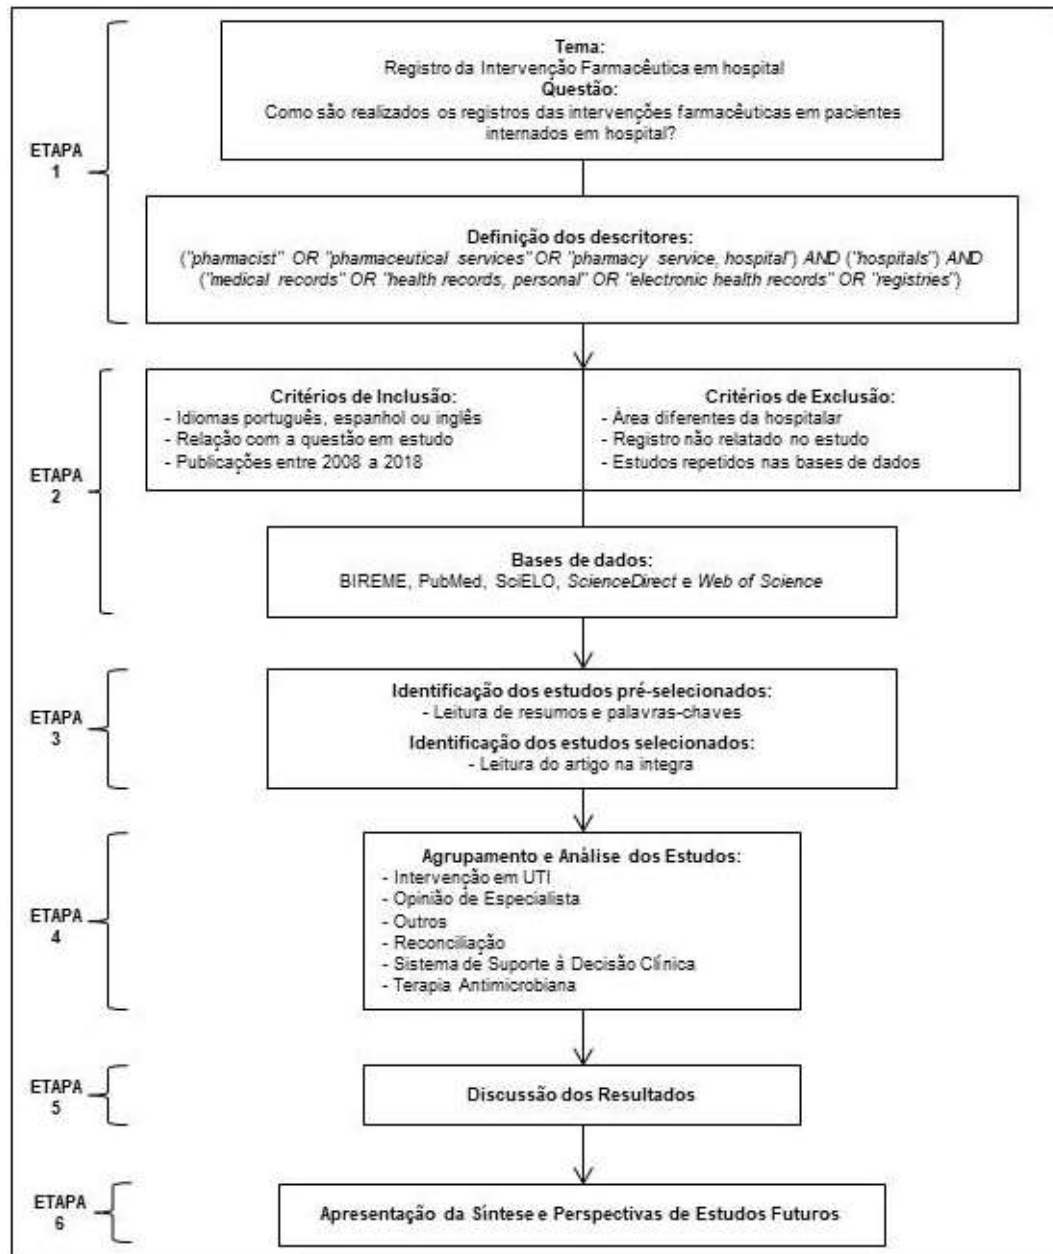 ETAPA
1
Tema:
Registro da Intervenção Farmacêutica em hospital
Questão:
Como são realizados os registros das intervenções farmacêuticas em pacientes
internados em hospital?
Definição dos descritores:
("pharmacist" OR "pharmaceutical services" OR "pharmacy service, hospital") AND ("hospitals") AND
("medical records" OR "health records, personal" OR "electronic health records" OR "registries")
ETAPA
2
Critérios de Inclusão:
- Idiomas português, espanhol ou inglês
- Relação com a questão em estudo
- Publicações entre 2008 a 2018
Critérios de Exclusão:
- Área diferentes da hospitalar
- Registro não relatado no estudo
- Estudos repetidos nas bases de dados
Bases de dados:
BIREME, PubMed, SciELO, ScienceDirect e Web of Science
ETAPA
3
Identificação dos estudos pré-selecionados:
- Leitura de resumos e palavras-chaves
Identificação dos estudos selecionados:
- Leitura do artigo na integra
ETAPA
4
Agrupamento e Análise dos Estudos:
- Intervenção em UTI
- Opinião de Especialista
- Outros
- Reconciliação
- Sistema de Suporte à Decisão Clínica
- Terapia Antimicrobiana
ETAPA
5
Discussão dos Resultados
ETAPA
6
Apresentação da Síntese e Perspectivas de Estudos Futuros